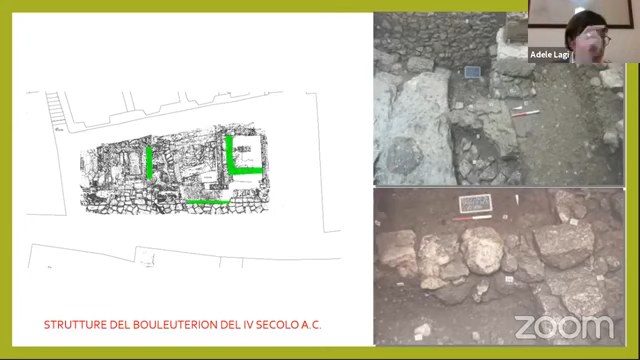 Adele Lagi
STRUTTURE DEL BOULEUTERION DEL IV SECOLO A.C.
zoom